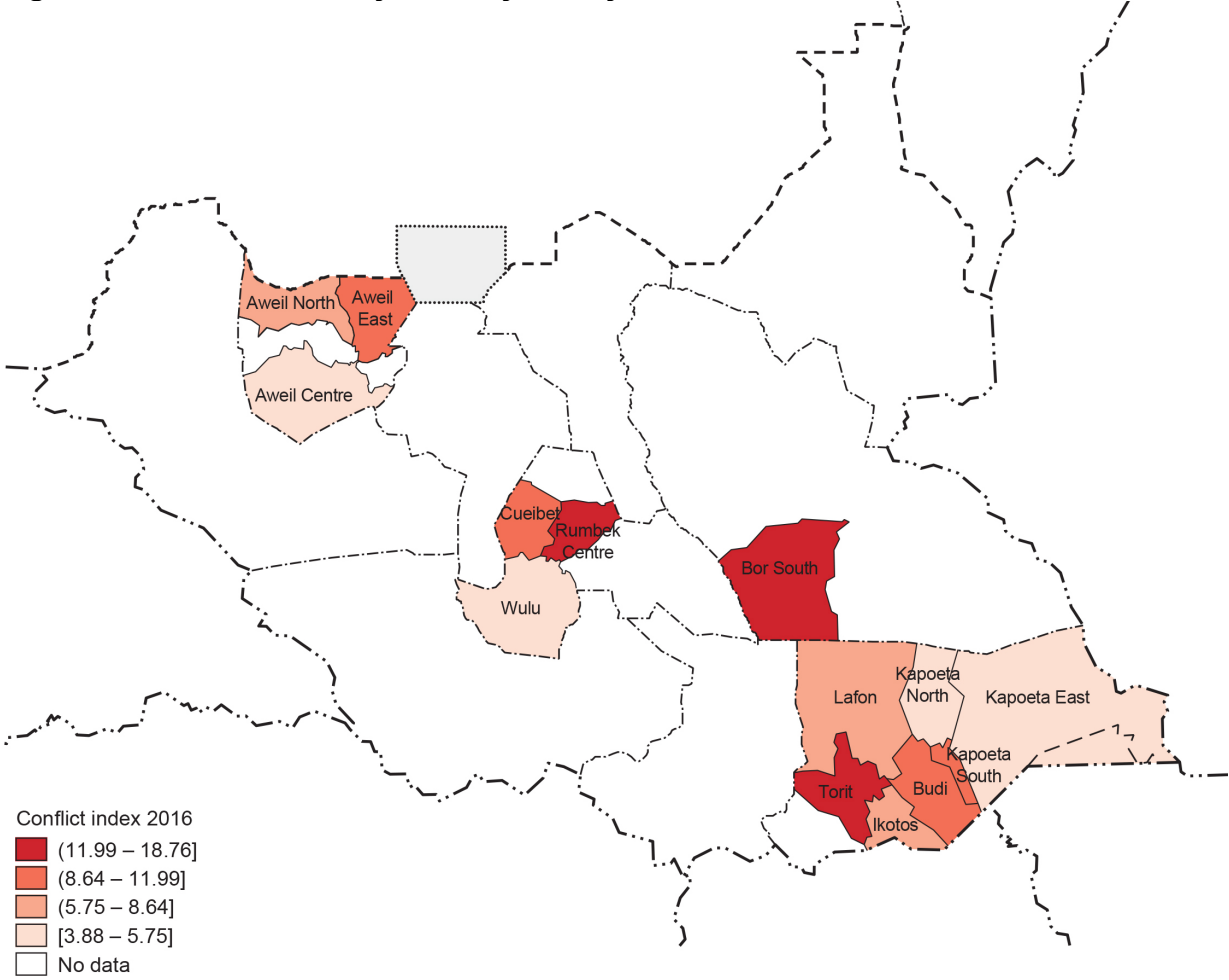 Aweil North
Aweil
East
Aweil Centre
Cueibet
Rumbek
Centre
Wulu
Bor South
Kapoeta
North
Lafon
Kapoeta East
Kapoeta
South
Torit
Budi
Ikotos
Conflict index 2016
(11.99 – 18.76]
(8.64 – 11.99]
(5.75 – 8.64]
[3.88 – 5.75]
No data